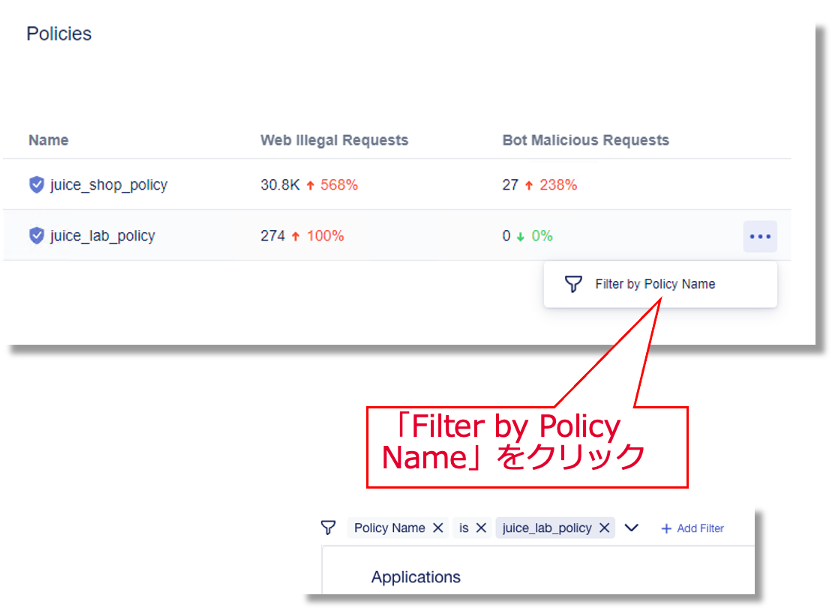 Policies
Name Web Illegal Requests Bot Malicious Requests
juice_shop_policy 30.8K ↑ 568% 27 ↑ 238%
juice_lab_policy 274 ↑ 100% 0 ↓ 0%
Filter by Policy Name
「Filter by Policy
Name」をクリック
Policy Name is juice_lab_policy + Add Filter
Applications